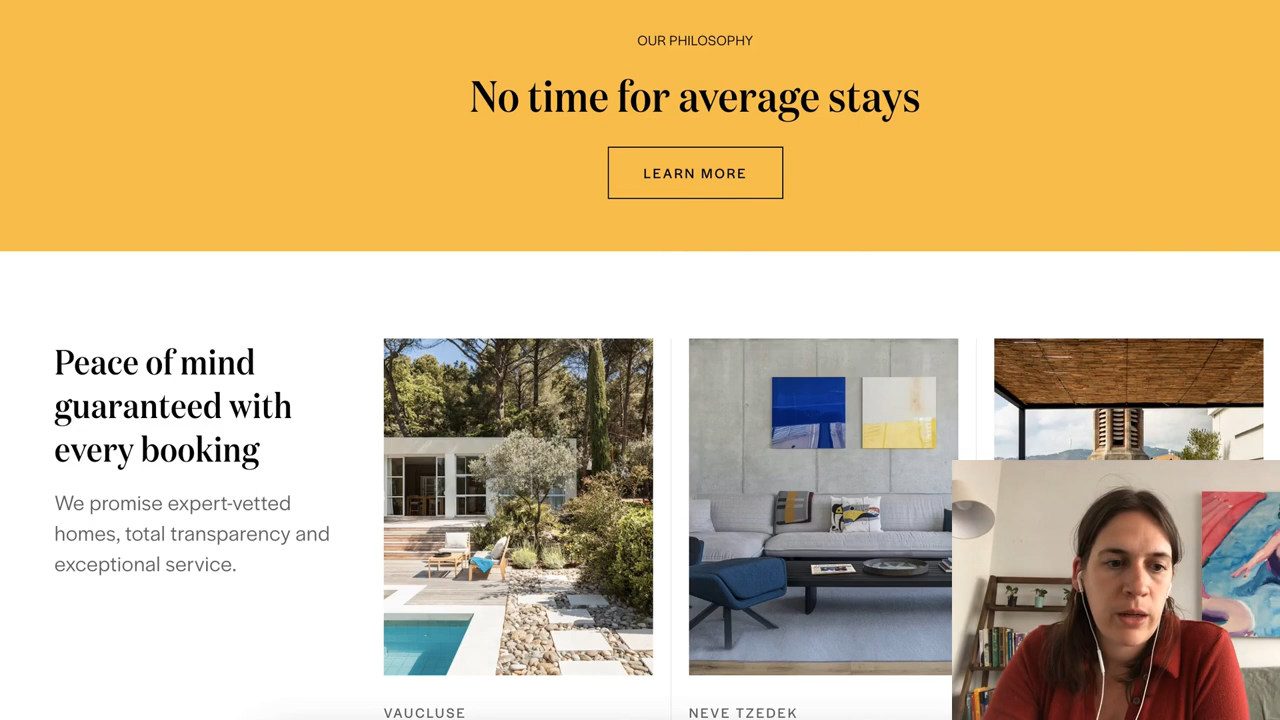 OUR PHILOSOPHY
No time for average stays
LEARN MORE
Peace of mind
guaranteed with
every booking
We promise expert-vetted
homes, total transparency and
exceptional service.
VAUCLUSE
NEVE TZEDEK